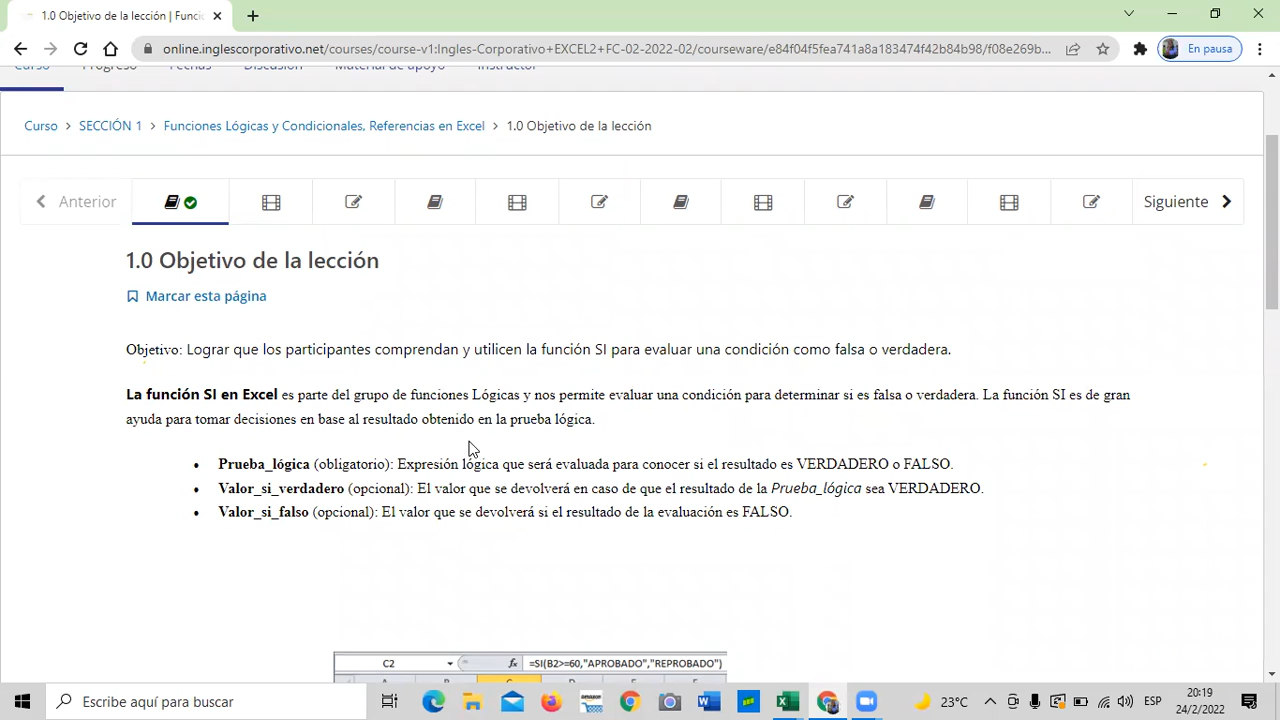 1.0 Objetivo de la lección | Funci
online.inglescorporativo.net/courses/course-v1:Ingles-Corporativo+EXCEL2+FC-02-2022-02/courseware/e84f04f5fea741a8a183474f42b84b98/f08e269b...
En pausa
Curso Progreso Fechas Discusión Material de apoyo Instructor
Curso > SECCIÓN 1 > Funciones Lógicas y Condicionales, Referencias en Excel > 1.0 Objetivo de la lección
Anterior
Siguiente
1.0 Objetivo de la lección
Marcar esta página
Objetivo: Lograr que los participantes comprendan y utilicen la función SI para evaluar una condición como falsa o verdadera.
La función SI en Excel es parte del grupo de funciones Lógicas y nos permite evaluar una condición para determinar si es falsa o verdadera. La función SI es de gran
ayuda para tomar decisiones en base al resultado obtenido en la prueba lógica.
• Prueba_lógica (obligatorio): Expresión lógica que será evaluada para conocer si el resultado es VERDADERO o FALSO.
• Valor_si_verdadero (opcional): El valor que se devolverá en caso de que el resultado de la Prueba_lógica sea VERDADERO.
• Valor_si_falso (opcional): El valor que se devolverá si el resultado de la evaluación es FALSO.
C2 fx =SI(B2>=60,"APROBADO","REPROBADO")
Escribe aquí para buscar
amazon
23°C
ESP
20:19
24/2/2022